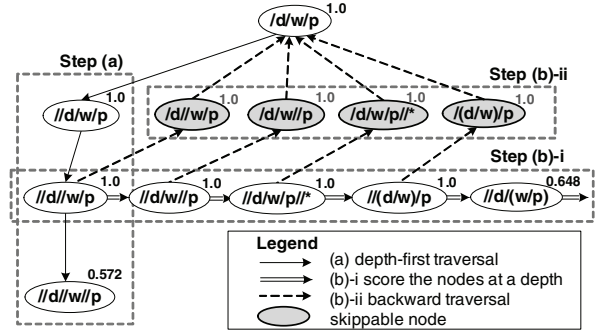 /d/w/p 1.0
Step (a)
Step (b)-ii
//d/w/p 1.0
/d//w/p 1.0
/d/w//p 1.0
/d/w/p//* 1.0
/(d/w)/p 1.0
Step (b)-i
//d//w/p 1.0
//d/w//p 1.0
//d/w/p//* 1.0
//(d/w)/p 1.0
//d/(w/p) 0.648
//d//w//p 0.572
Legend
(a) depth-first traversal
(b)-i score the nodes at a depth
(b)-ii backward traversal
skippable node